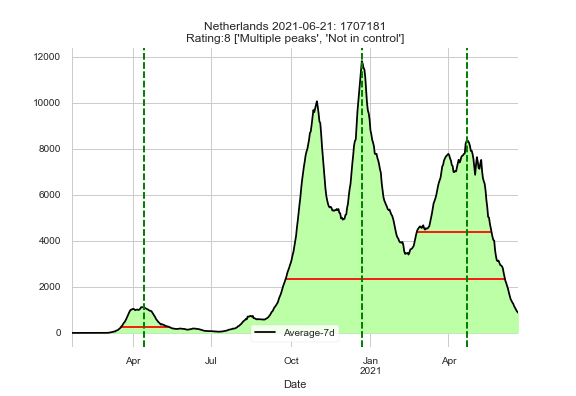 Netherlands 2021-06-21: 1707181
Rating:8 ['Multiple peaks', 'Not in control']
12000
10000
8000
6000
4000
2000
0
Average-7d
Apr Jul Oct Jan Apr
2021
Date